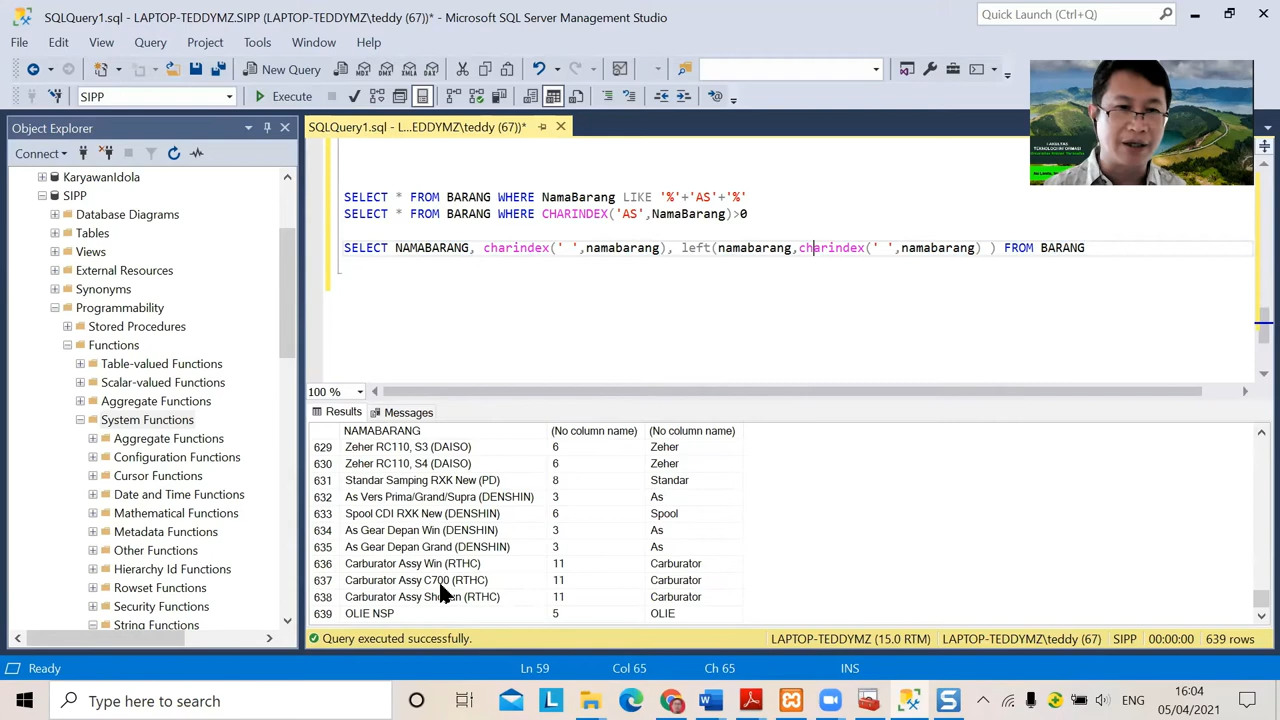 SQLQuery1.sql - LAPTOP-TEDDYMZ.SIPP (LAPTOP-TEDDYMZ\teddy (67))* - Microsoft SQL Server Management Studio
Quick Launch (Ctrl+Q)
File Edit View Query Project Tools Window Help
New Query
SIPP Execute
Object Explorer
SQLQuery1.sql - L...EDDYMZ\teddy (67))*
Connect
KaryawanIdola
SIPP
Database Diagrams
Tables
Views
External Resources
Synonyms
Programmability
Stored Procedures
Functions
Table-valued Functions
Scalar-valued Functions
Aggregate Functions
System Functions
Aggregate Functions
Configuration Functions
Cursor Functions
Date and Time Functions
Mathematical Functions
Metadata Functions
Other Functions
Hierarchy Id Functions
Rowset Functions
Security Functions
String Functions
FAKULTAS
TEKNOLOGI INFORMASI
SELECT * FROM BARANG WHERE NamaBarang LIKE '%'+'AS'+'%'
SELECT * FROM BARANG WHERE CHARINDEX('AS',NamaBarang)>0
SELECT NAMABARANG, charindex(' ',namabarang), left(namabarang,charindex(' ',namabarang) ) FROM BARANG
100 %
Results Messages
NAMABARANG (No column name) (No column name)
629 Zeher RC110, S3 (DAISO) 6 Zeher
630 Zeher RC110, S4 (DAISO) 6 Zeher
631 Standar Samping RXK New (PD) 8 Standar
632 As Vers Prima/Grand/Supra (DENSHIN) 3 As
633 Spool CDI RXK New (DENSHIN) 6 Spool
634 As Gear Depan Win (DENSHIN) 3 As
635 As Gear Depan Grand (DENSHIN) 3 As
636 Carburator Assy Win (RTHC) 11 Carburator
637 Carburator Assy C700 (RTHC) 11 Carburator
638 Carburator Assy (RTHC) 11 Carburator
639 OLIE NSP 5 OLIE
Query executed successfully. LAPTOP-TEDDYMZ (15.0 RTM) LAPTOP-TEDDYMZ\teddy (67) SIPP 00:00:00 639 rows
Ready Ln 59 Col 65 Ch 65 INS
Type here to search
ENG
16:04
05/04/2021